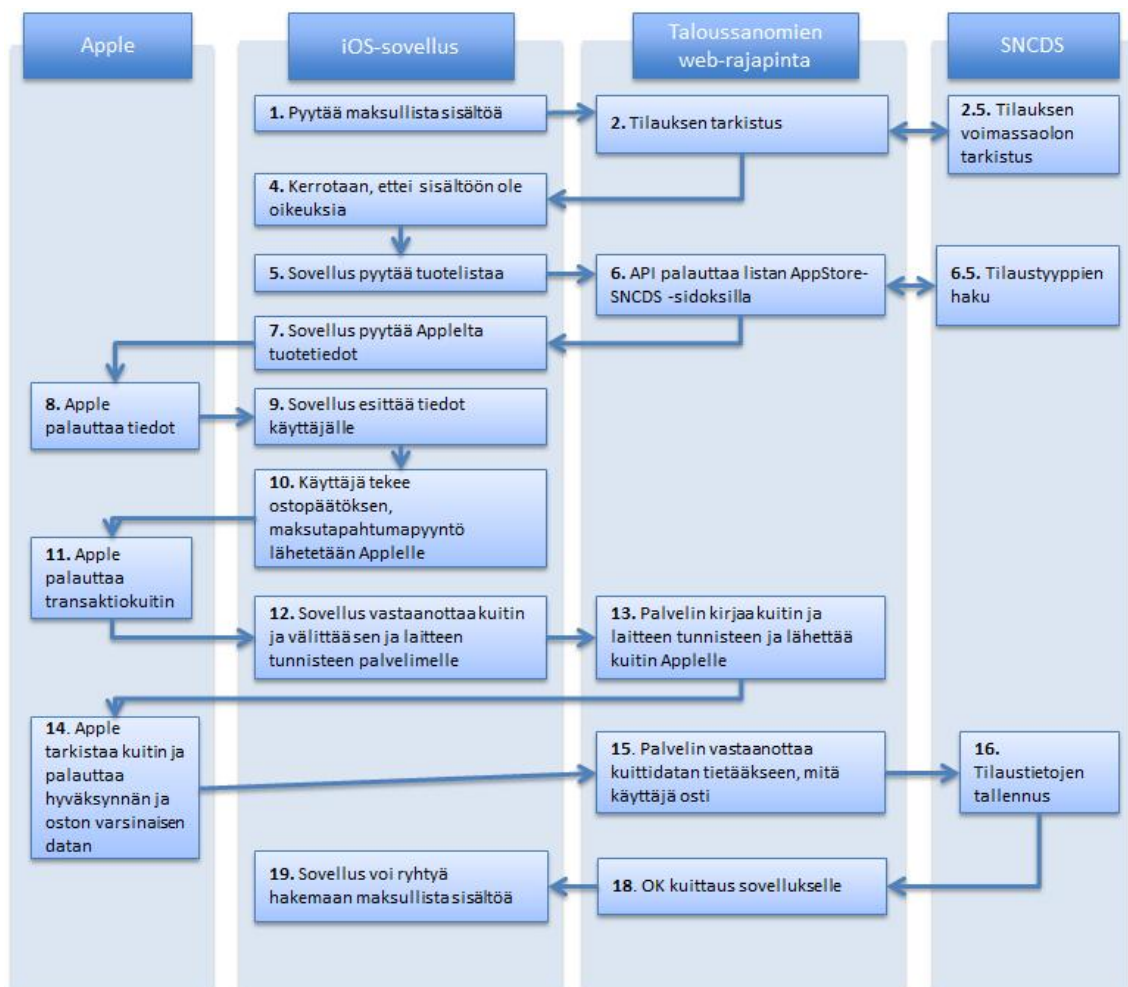 Apple
iOS-sovellus
Taloussanomien
web-rajapinta
SNCDS
1. Pyytää maksullista sisältöä
2. Tilauksen tarkistus
2.5. Tilauksen
voimassaolon
tarkistus
4. Kerrotaan, ettei sisältöön ole
oikeuksia
5. Sovellus pyytää tuotelistaa
6. API palauttaa listan AppStore-
SNCDS -sidoksilla
6.5. Tilaustyyppien
haku
7. Sovellus pyytää Applelta
tuotetiedot
8. Apple
palauttaa tiedot
9. Sovellus esittää tiedot
käyttäjälle
10. Käyttäjä tekee
ostopäätöksen,
maksutapahtumapyyntö
lähetetään Applelle
11. Apple
palauttaa
transaktiokuitin
12. Sovellus vastaanottaa kuitin
ja välittää sen ja laitteen
tunnisteen palvelimelle
13. Palvelin kirjaa kuitin ja
laitteen tunnisteen ja lähettää
kuitin Applelle
14. Apple
tarkistaa kuitin ja
palauttaa
hyväksynnän ja
oston varsinaisen
datan
15. Palvelin vastaanottaa
kuittidatan tietääkseen, mitä
käyttäjä osti
16.
Tilaustietojen
tallennus
19. Sovellus voi ryhtyä
hakemaan maksullista sisältöä
18. OK kuittaus sovellukselle